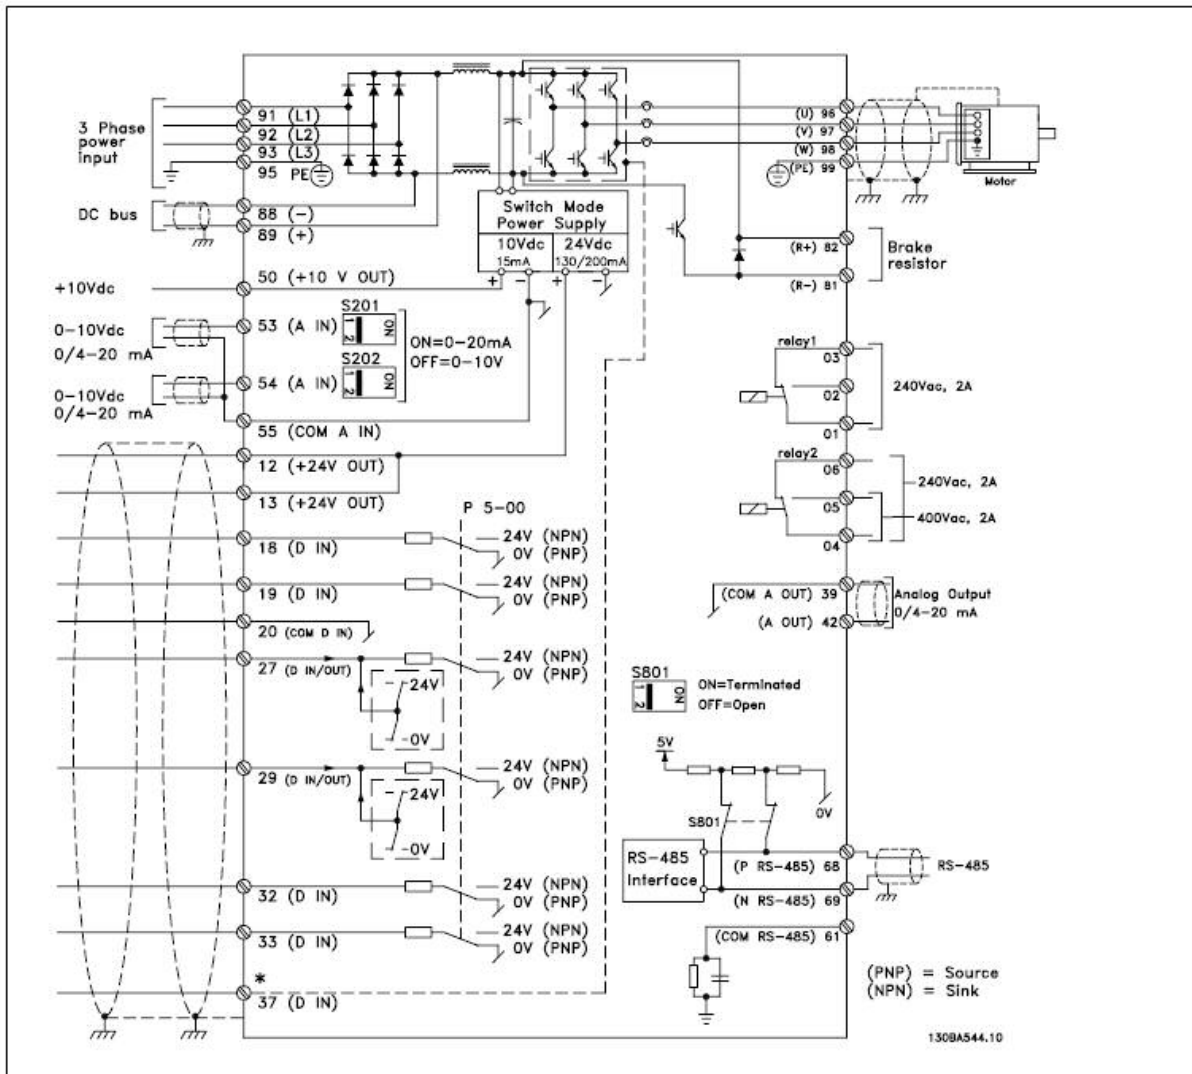 3 Phase
power
input
91 (L1)
92 (L2)
93 (L3)
95 PE
DC bus
88 (-)
89 (+)
+10Vdc
50 (+10 V OUT)
0-10Vdc
0/4-20 mA
53 (A IN)
S201
ON
1 2
ON=0-20mA
OFF=0-10V
S202
ON
1 2
0-10Vdc
0/4-20 mA
54 (A IN)
55 (COM A IN)
12 (+24V OUT)
13 (+24V OUT)
P 5-00
18 (D IN)
24V (NPN)
0V (PNP)
19 (D IN)
24V (NPN)
0V (PNP)
20 (COM D IN)
27 (D IN/OUT)
24V (NPN)
0V (PNP)
24V
0V
29 (D IN/OUT)
24V (NPN)
0V (PNP)
24V
0V
32 (D IN)
24V (NPN)
0V (PNP)
33 (D IN)
24V (NPN)
0V (PNP)
*
37 (D IN)
Switch Mode
Power Supply
10Vdc
15mA
24Vdc
130/200mA
+ - + -
(U) 96
(V) 97
(W) 98
(PE) 99
Motor
(R+) 82
(R-) 81
Brake
resistor
relay1
03
02
01
240Vac, 2A
relay2
06
05
04
240Vac, 2A
400Vac, 2A
(COM A OUT) 39
(A OUT) 42
Analog Output
0/4-20 mA
S801
ON
1 2
ON=Terminated
OFF=Open
5V
0V
S801
RS-485
Interface
(P RS-485) 68
(N RS-485) 69
RS-485
(COM RS-485) 61
(PNP) = Source
(NPN) = Sink
130BA544.10